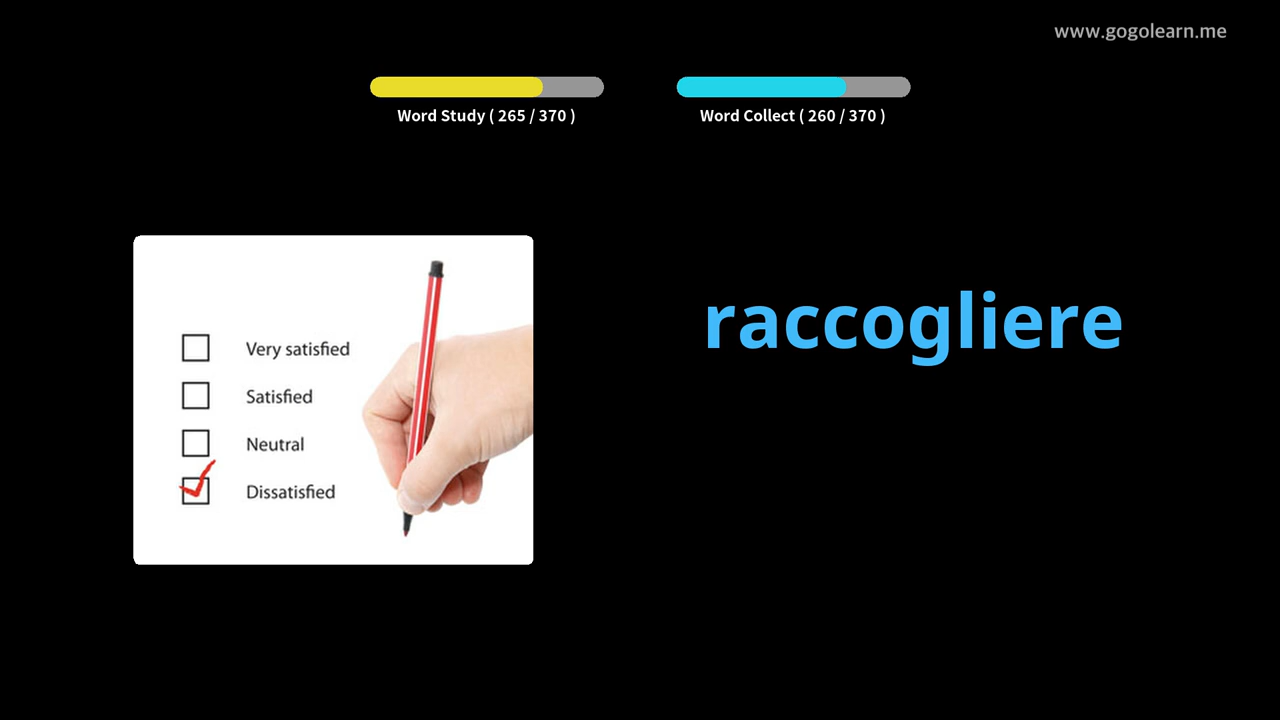 www.gogolearn.me
Word Study ( 265 / 370 )
Word Collect ( 260 / 370 )
raccogliere
Very satisfied
Satisfied
Neutral
Dissatisfied